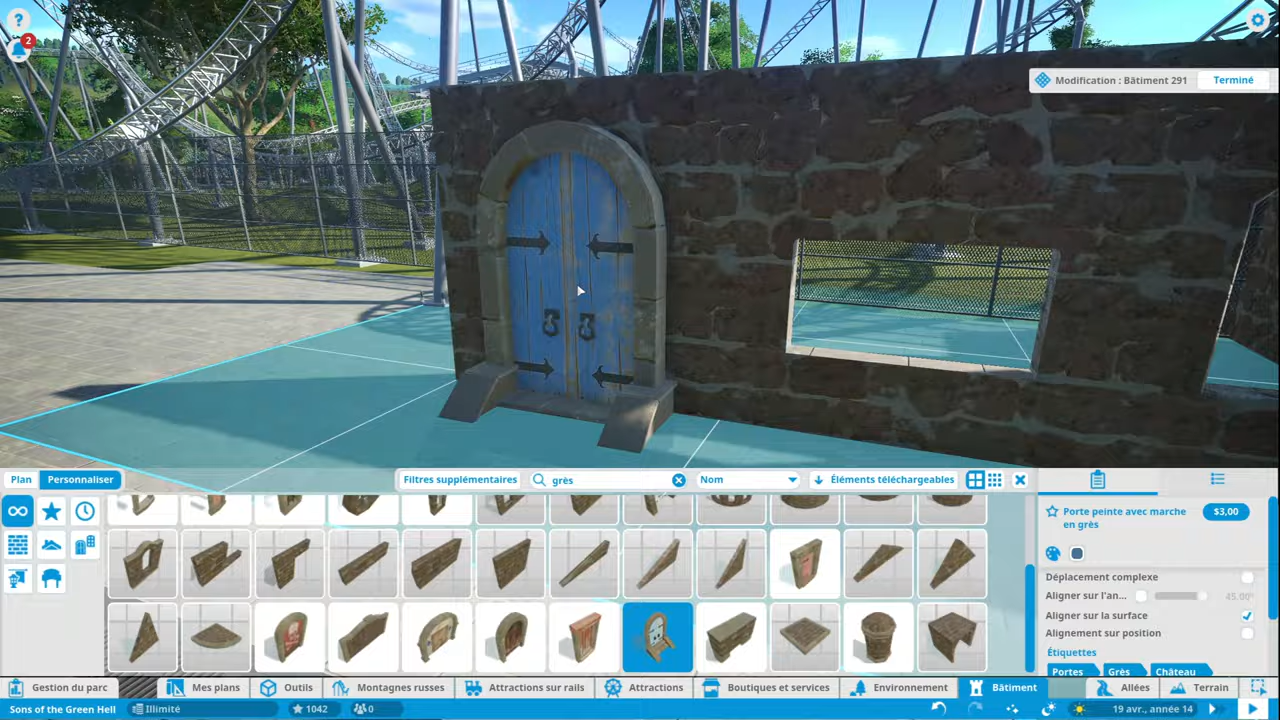 ?
2
Modification : Bâtiment 291
Terminé
Plan
Personnaliser
Filtres supplémentaires
grès
Nom
Éléments téléchargeables
Porte peinte avec marche en grès
$3,00
Déplacement complexe
Aligner sur l'an...
45.00°
Aligner sur la surface
Alignement sur position
Étiquettes
Portes
Grès
Château
Gestion du parc
Mes plans
Outils
Montagnes russes
Attractions sur rails
Attractions
Boutiques et services
Environnement
Bâtiment
Allées
Terrain
Sons of the Green Hell
Illimité
1042
0
19 avr., année 14